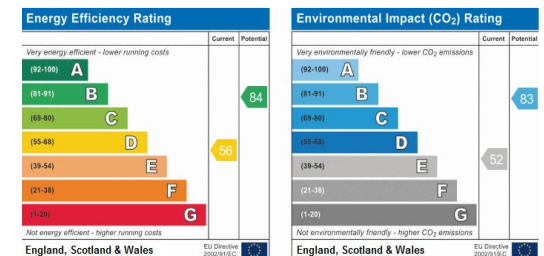 Energy Efficiency Rating
Current Potential
Very energy efficient - lower running costs
(92-100) A
(81-91) B
84
(69-80) C
(55-68) D
56
(39-54) E
(21-38) F
(1-20) G
Not energy efficient - higher running costs
England, Scotland & Wales
EU Directive
2002/91/EC
Environmental Impact (CO₂) Rating
Current Potential
Very environmentally friendly - lower CO₂ emissions
(92-100) A
(81-91) B
83
(69-80) C
(55-68) D
(39-54) E
52
(21-38) F
(1-20) G
Not environmentally friendly - higher CO₂ emissions
England, Scotland & Wales
EU Directive
2002/91/EC